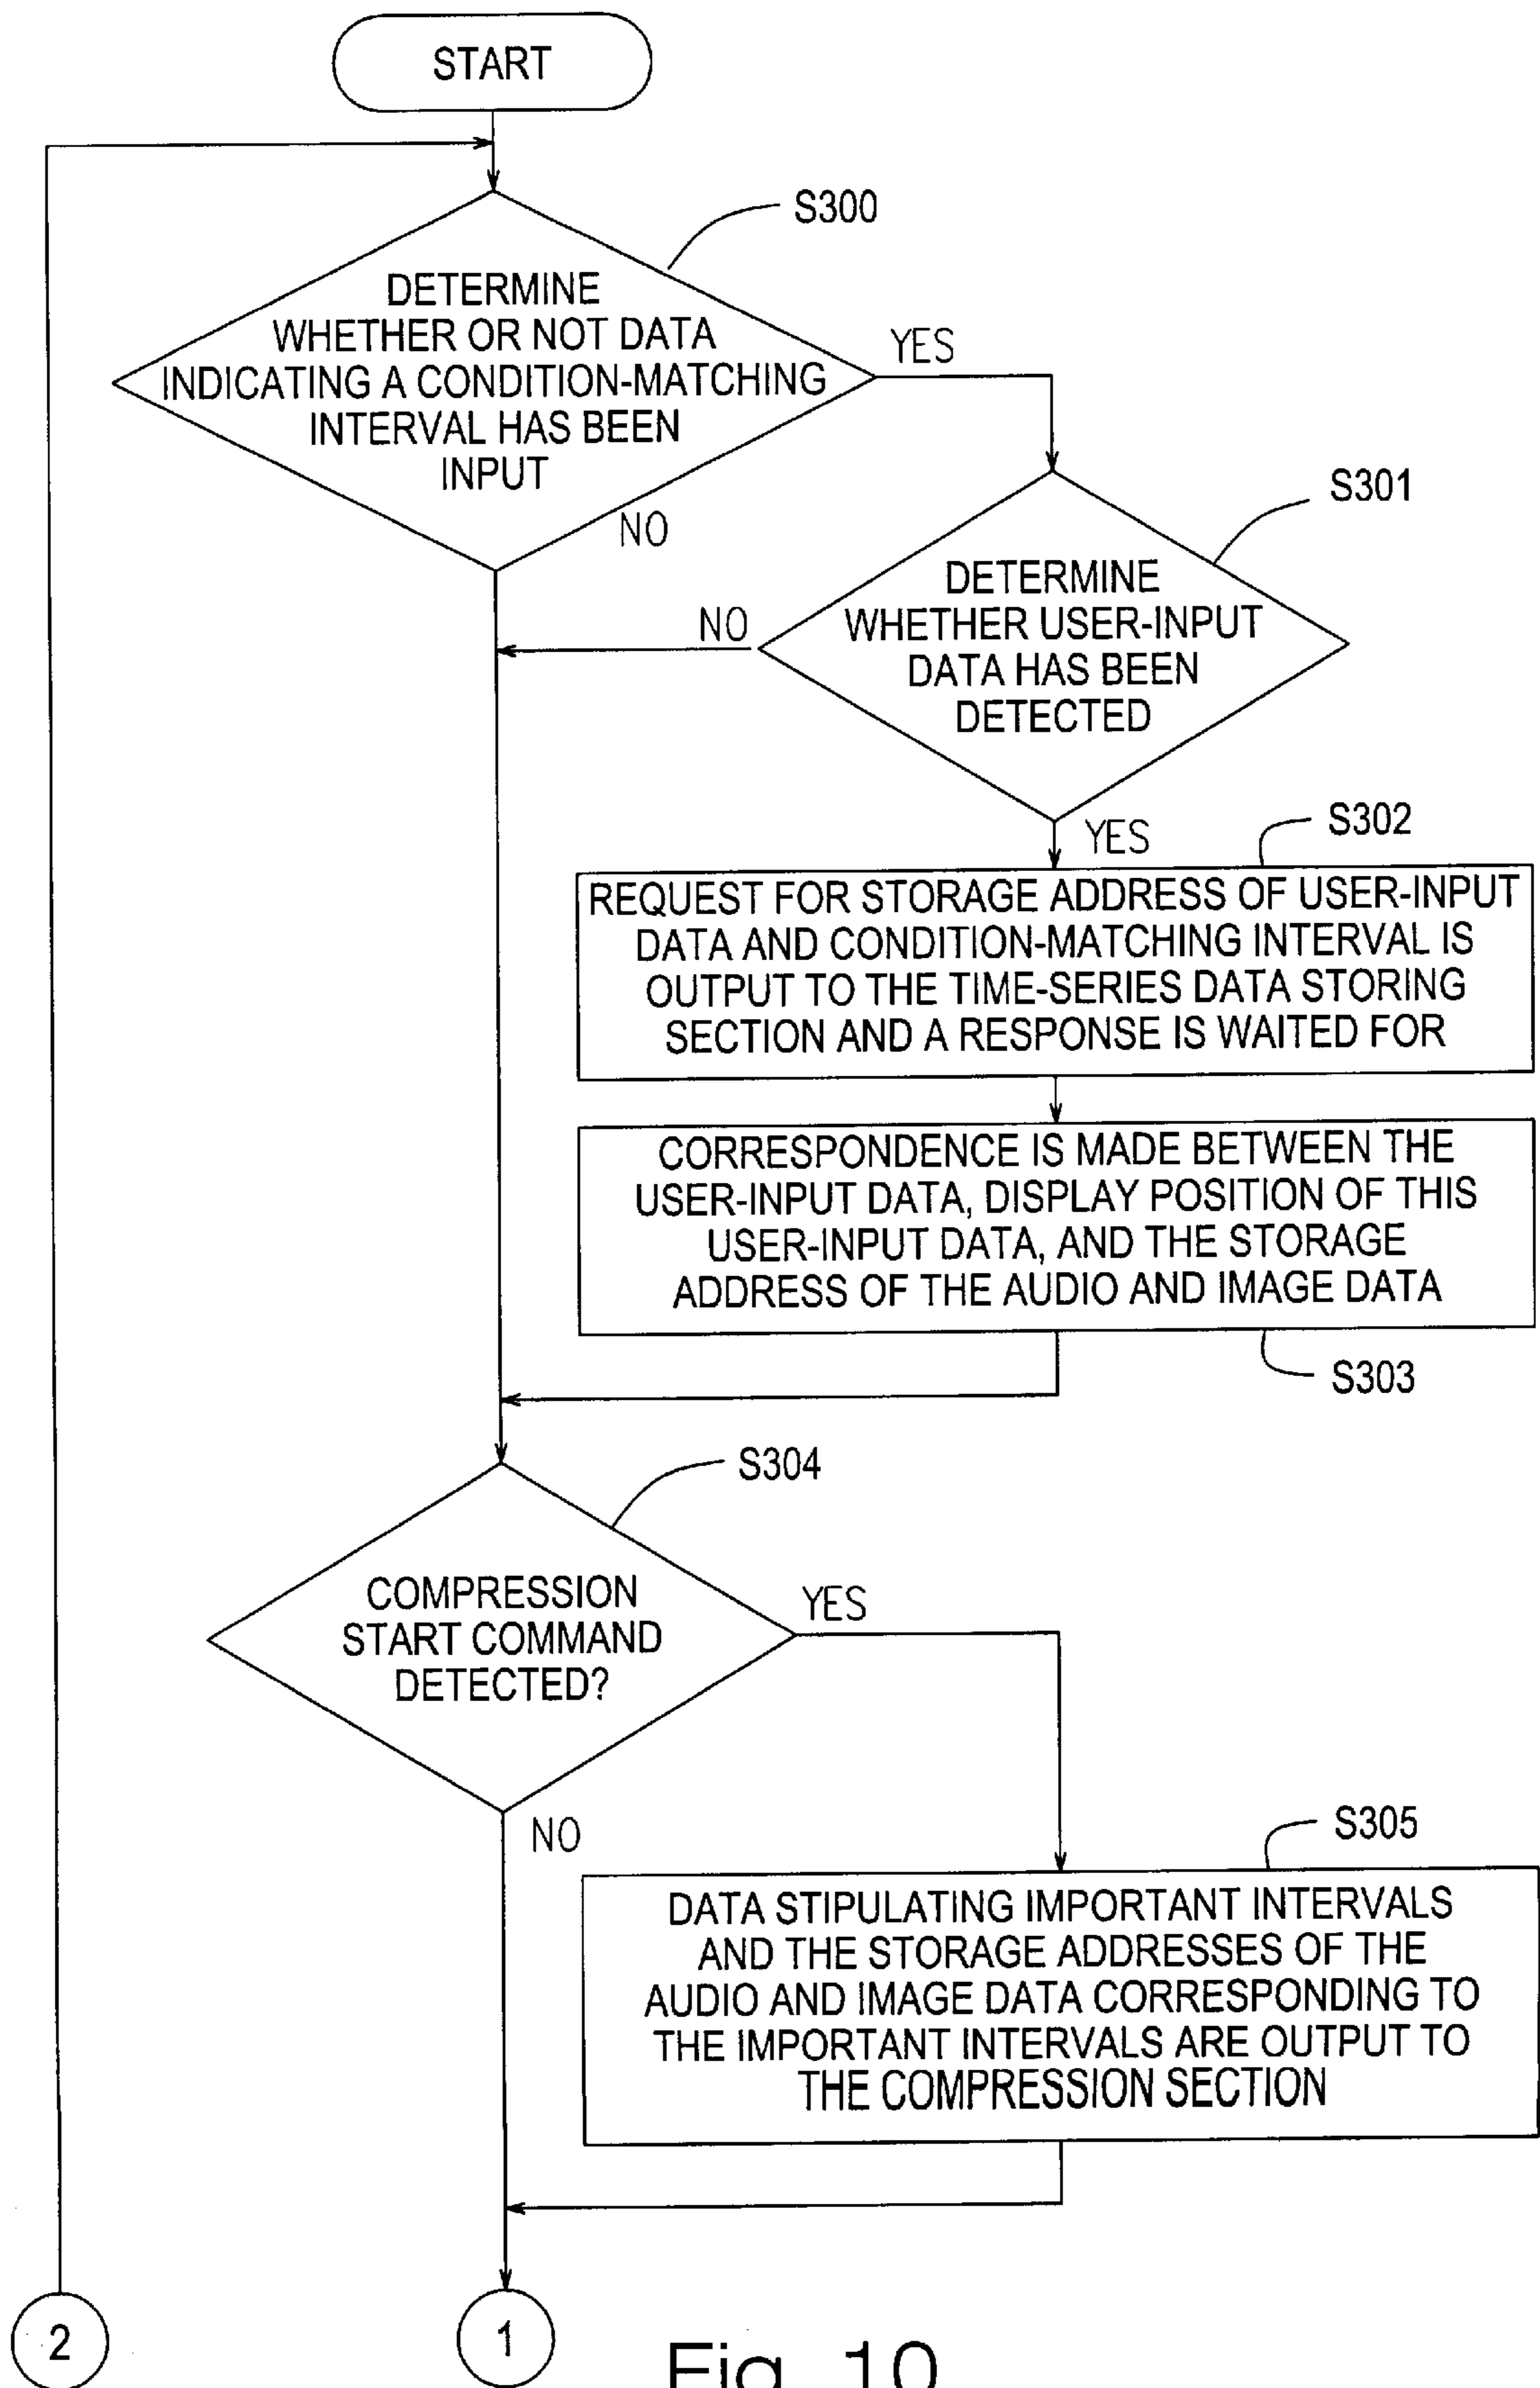 START
S300
DETERMINE
WHETHER OR NOT DATA
INDICATING A CONDITION-MATCHING
INTERVAL HAS BEEN
INPUT
YES
NO
S301
DETERMINE
WHETHER USER-INPUT
DATA HAS BEEN
DETECTED
NO
YES
S302
REQUEST FOR STORAGE ADDRESS OF USER-INPUT
DATA AND CONDITION-MATCHING INTERVAL IS
OUTPUT TO THE TIME-SERIES DATA STORING
SECTION AND A RESPONSE IS WAITED FOR
CORRESPONDENCE IS MADE BETWEEN THE
USER-INPUT DATA, DISPLAY POSITION OF THIS
USER-INPUT DATA, AND THE STORAGE
ADDRESS OF THE AUDIO AND IMAGE DATA
S303
S304
COMPRESSION
START COMMAND
DETECTED?
YES
NO
S305
DATA STIPULATING IMPORTANT INTERVALS
AND THE STORAGE ADDRESSES OF THE
AUDIO AND IMAGE DATA CORRESPONDING TO
THE IMPORTANT INTERVALS ARE OUTPUT TO
THE COMPRESSION SECTION
2
1
Fig. 10